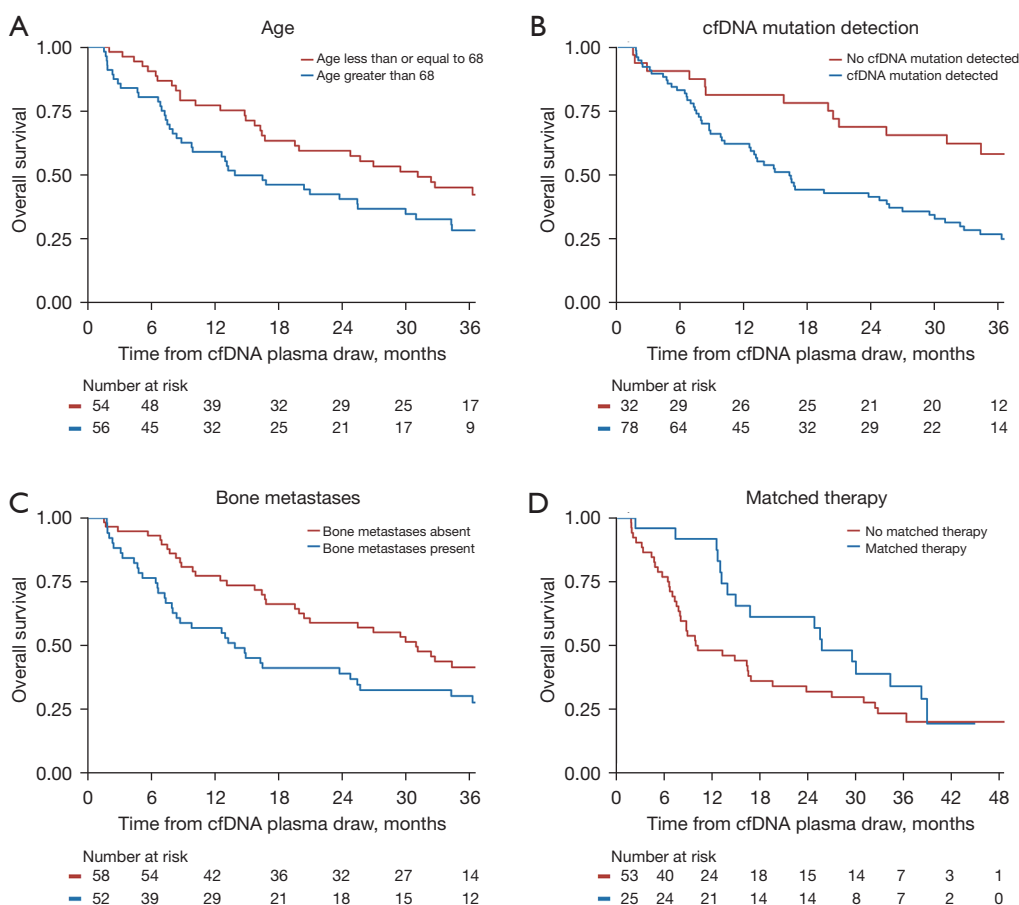 A
Age
1.00
0.75
0.50
0.25
0.00
Overall survival
Age less than or equal to 68
Age greater than 68
0 6 12 18 24 30 36
Time from cfDNA plasma draw, months
Number at risk
54 48 39 32 29 25 17
56 45 32 25 21 17 9
B
cfDNA mutation detection
1.00
0.75
0.50
0.25
0.00
Overall survival
No cfDNA mutation detected
cfDNA mutation detected
0 6 12 18 24 30 36
Time from cfDNA plasma draw, months
Number at risk
32 29 26 25 21 20 12
78 64 45 32 29 22 14
C
Bone metastases
1.00
0.75
0.50
0.25
0.00
Overall survival
Bone metastases absent
Bone metastases present
0 6 12 18 24 30 36
Time from cfDNA plasma draw, months
Number at risk
58 54 42 36 32 27 14
52 39 29 21 18 15 12
D
Matched therapy
1.00
0.75
0.50
0.25
0.00
Overall survival
No matched therapy
Matched therapy
0 6 12 18 24 30 36 42 48
Time from cfDNA plasma draw, months
Number at risk
53 40 24 18 15 14 7 3 1
25 24 21 14 14 8 7 2 0